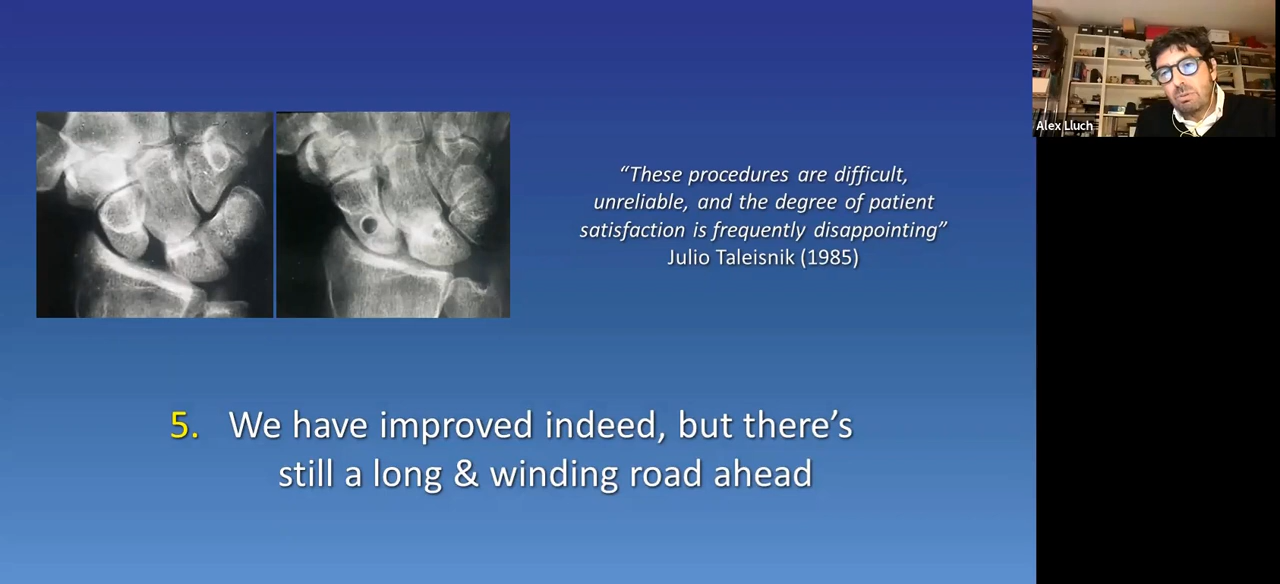 “These procedures are difficult,
unreliable, and the degree of patient
satisfaction is frequently disappointing”
Julio Taleisnik (1985)
5. We have improved indeed, but there’s
still a long & winding road ahead
Alex Lluch